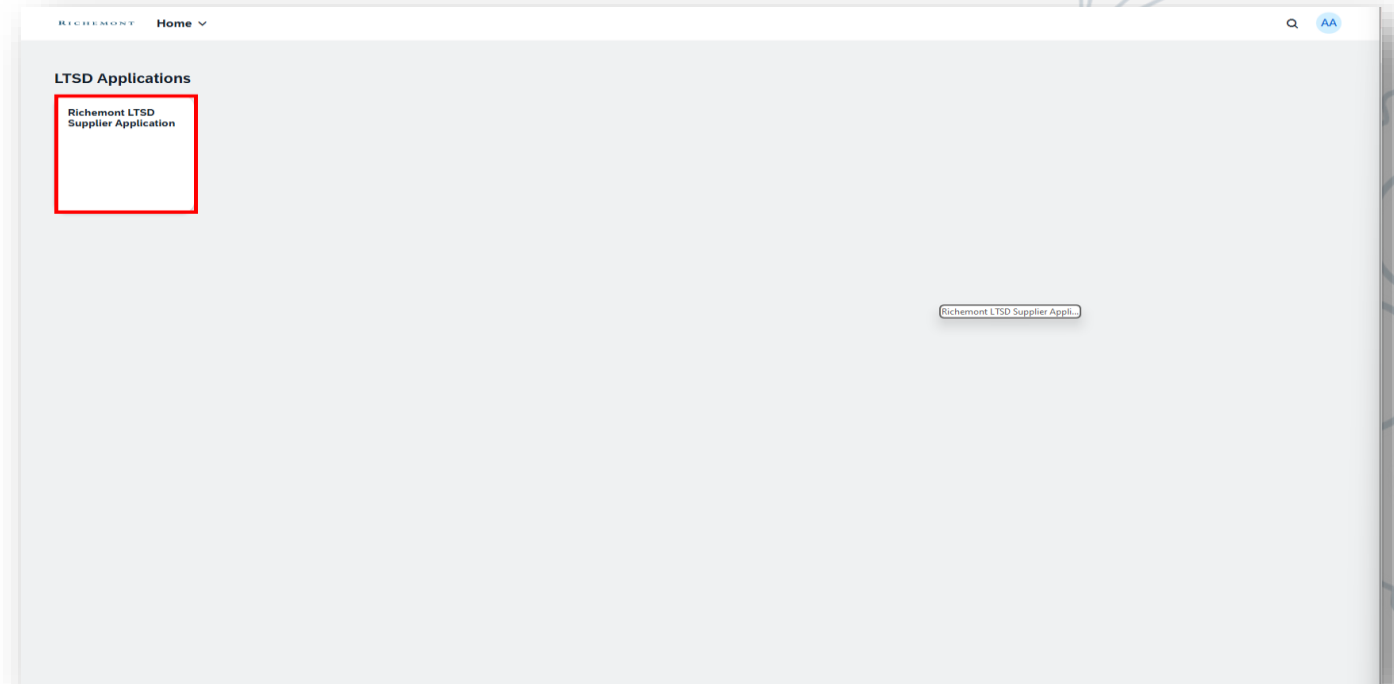 RICHEMONT Home
AA
LTSD Applications
Richemont LTSD
Supplier Application
Richemont LTSD Supplier Appli...